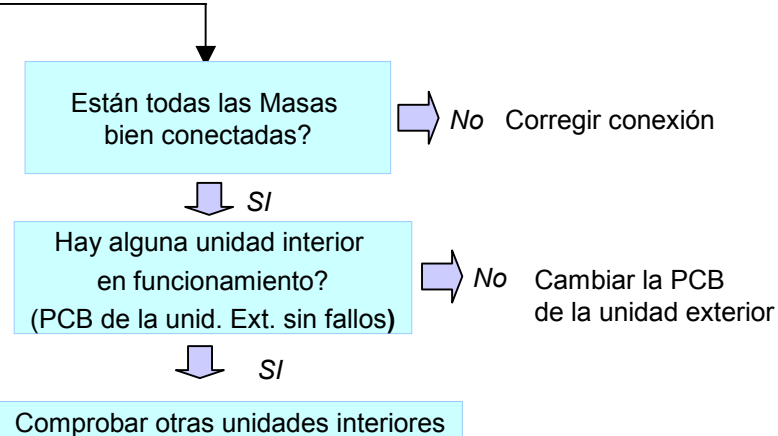 Están todas las Masas
bien conectadas?
No Corregir conexión
SI
Hay alguna unidad interior
en funcionamiento?
(PCB de la unid. Ext. sin fallos)
No Cambiar la PCB
de la unidad exterior
SI
Comprobar otras unidades interiores